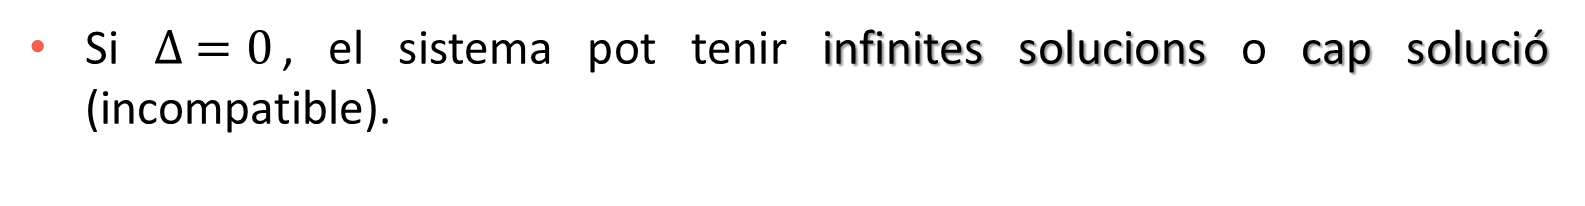 • Si Δ = 0, el sistema pot tenir infinites solucions o cap solució
(incompatible).